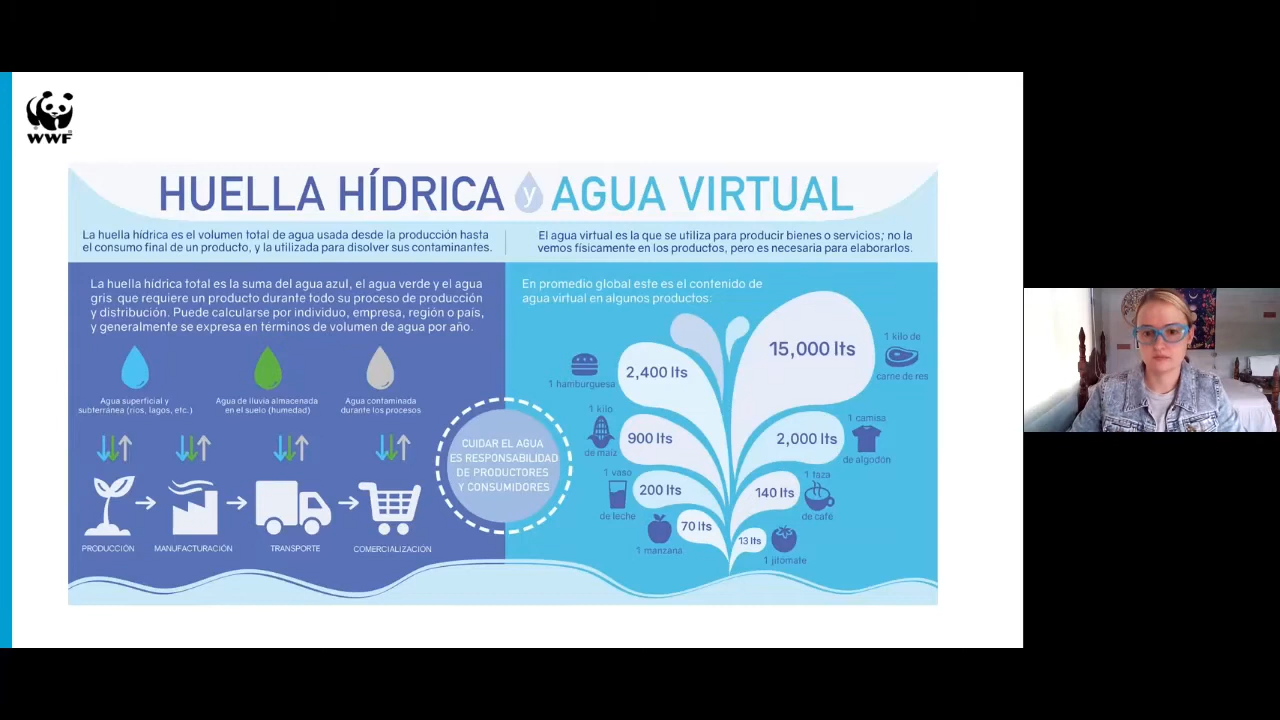 WWF
HUELLA HÍDRICA y AGUA VIRTUAL
La huella hídrica es el volumen total de agua usada desde la producción hasta
el consumo final de un producto, y la utilizada para disolver sus contaminantes.
El agua virtual es la que se utiliza para producir bienes o servicios; no la
vemos físicamente en los productos, pero es necesaria para elaborarlos.
La huella hídrica total es la suma del agua azul, el agua verde y el agua
gris que requiere un producto durante todo su proceso de producción
y distribución. Puede calcularse por individuo, empresa, región o país,
y generalmente se expresa en términos de volumen de agua por año.
Agua superficial y
subterránea (ríos, lagos, etc.)
Agua de lluvia almacenada
en el suelo (humedad)
Agua contaminada
durante los procesos
PRODUCCIÓN
MANUFACTURACIÓN
TRANSPORTE
COMERCIALIZACIÓN
CUIDAR EL AGUA
ES RESPONSABILIDAD
DE PRODUCTORES
Y CONSUMIDORES
En promedio global este es el contenido de
agua virtual en algunos productos:
15,000 lts
1 kilo de
carne de res
2,400 lts
1 hamburguesa
900 lts
1 kilo
de maíz
2,000 lts
1 camisa
de algodón
200 lts
1 vaso
de leche
140 lts
1 taza
de café
70 lts
1 manzana
13 lts
1 jitomate